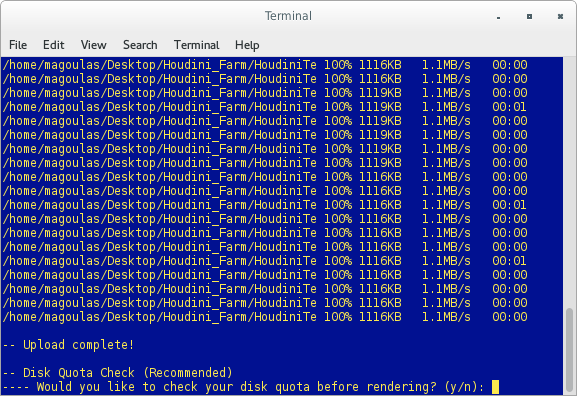 Terminal
File Edit View Search Terminal Help
/home/magoulas/Desktop/Houdini_Farm/HoudiniTe 100% 1116KB 1.1MB/s 00:00
/home/magoulas/Desktop/Houdini_Farm/HoudiniTe 100% 1116KB 1.1MB/s 00:00
/home/magoulas/Desktop/Houdini_Farm/HoudiniTe 100% 1116KB 1.1MB/s 00:00
/home/magoulas/Desktop/Houdini_Farm/HoudiniTe 100% 1119KB 1.1MB/s 00:01
/home/magoulas/Desktop/Houdini_Farm/HoudiniTe 100% 1119KB 1.1MB/s 00:00
/home/magoulas/Desktop/Houdini_Farm/HoudiniTe 100% 1119KB 1.1MB/s 00:00
/home/magoulas/Desktop/Houdini_Farm/HoudiniTe 100% 1119KB 1.1MB/s 00:00
/home/magoulas/Desktop/Houdini_Farm/HoudiniTe 100% 1119KB 1.1MB/s 00:00
/home/magoulas/Desktop/Houdini_Farm/HoudiniTe 100% 1116KB 1.1MB/s 00:00
/home/magoulas/Desktop/Houdini_Farm/HoudiniTe 100% 1116KB 1.1MB/s 00:00
/home/magoulas/Desktop/Houdini_Farm/HoudiniTe 100% 1116KB 1.1MB/s 00:01
/home/magoulas/Desktop/Houdini_Farm/HoudiniTe 100% 1116KB 1.1MB/s 00:00
/home/magoulas/Desktop/Houdini_Farm/HoudiniTe 100% 1116KB 1.1MB/s 00:00
/home/magoulas/Desktop/Houdini_Farm/HoudiniTe 100% 1116KB 1.1MB/s 00:00
/home/magoulas/Desktop/Houdini_Farm/HoudiniTe 100% 1116KB 1.1MB/s 00:01
/home/magoulas/Desktop/Houdini_Farm/HoudiniTe 100% 1116KB 1.1MB/s 00:00
/home/magoulas/Desktop/Houdini_Farm/HoudiniTe 100% 1116KB 1.1MB/s 00:00
/home/magoulas/Desktop/Houdini_Farm/HoudiniTe 100% 1116KB 1.1MB/s 00:00
/home/magoulas/Desktop/Houdini_Farm/HoudiniTe 100% 1116KB 1.1MB/s 00:00
-- Upload complete!
-- Disk Quota Check (Recommended)
---- Would you like to check your disk quota before rendering? (y/n):